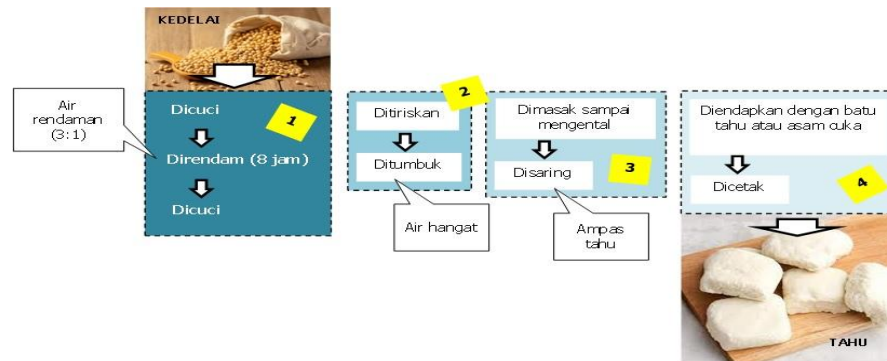 KEDELAI
Air
rendaman
(3:1)
1
Dicuci
Direndam (8 jam)
Dicuci
2
Ditiriskan
Ditumbuk
Air hangat
Dimasak sampai
mengental
Disaring
3
Ampas
tahu
Diendapkan dengan batu
tahu atau asam cuka
Dicetak
4
TAHU